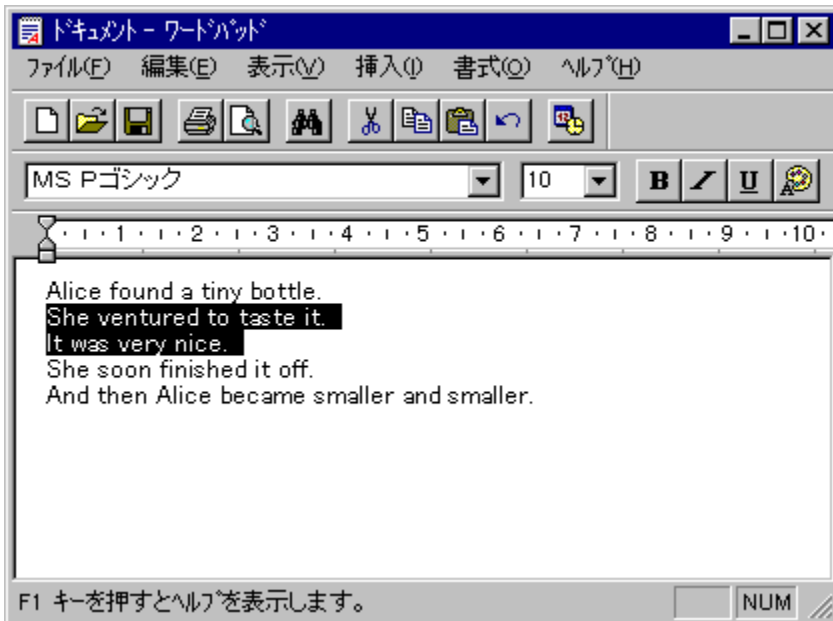 ﾄﾞｷｭﾒﾝﾄ - ﾜｰﾄﾞﾊﾟｯﾄﾞ
ﾌｧｲﾙ(F) 編集(E) 表示(V) 挿入(I) 書式(O) ﾍﾙﾌﾟ(H)
MS Pゴシック 10 B I U A
1 2 3 4 5 6 7 8 9 10
Alice found a tiny bottle.
She ventured to taste it.
It was very nice.
She soon finished it off.
And then Alice became smaller and smaller.
F1 ｷｰを押すとﾍﾙﾌﾟを表示します。 NUM